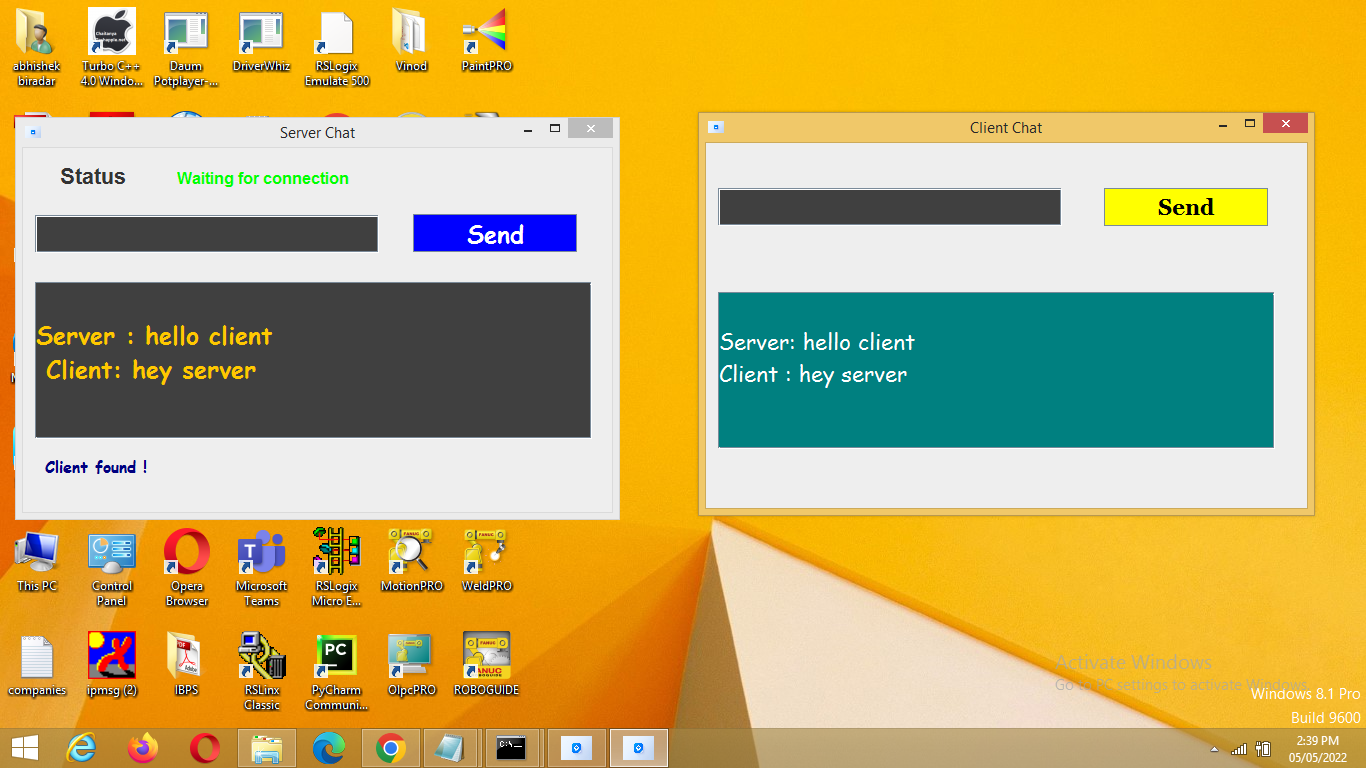 abhishek
biradar
Turbo C++
4.0 Windo...
Daum
Potplayer-...
DriverWhiz
RSLogix
Emulate 500
Vinod
PaintPRO
Server Chat
Status
Waiting for connection
Send
Server : hello client
Client: hey server
Client found !
Client Chat
Send
Server: hello client
Client : hey server
This PC
Control
Panel
Opera
Browser
Microsoft
Teams
RSLogix
Micro E...
MotionPRO
WeldPRO
companies
ipmsg (2)
IBPS
RSLinx
Classic
PyCharm
Communi...
OlpcPRO
ROBOGUIDE
Activate Windows
Go to PC settings to activate Windows.
Windows 8.1 Pro
Build 9600
2:39 PM
05/05/2022